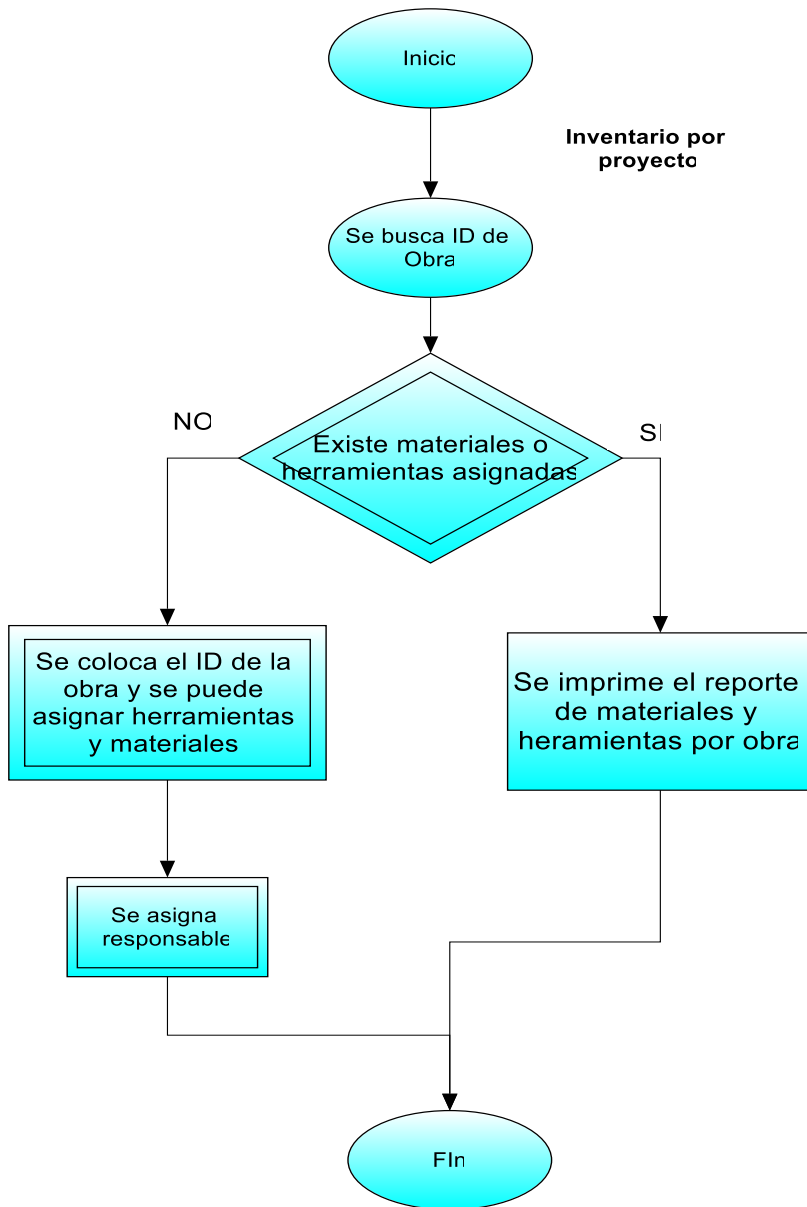 Inicio
Inventario por
proyecto
Se busca ID de
Obra
NO
SI
Existe materiales o
herramientas asignadas
Se coloca el ID de la
obra y se puede
asignar herramientas
y materiales
Se imprime el reporte
de materiales y
heramientas por obra
Se asigna
responsable
FIn